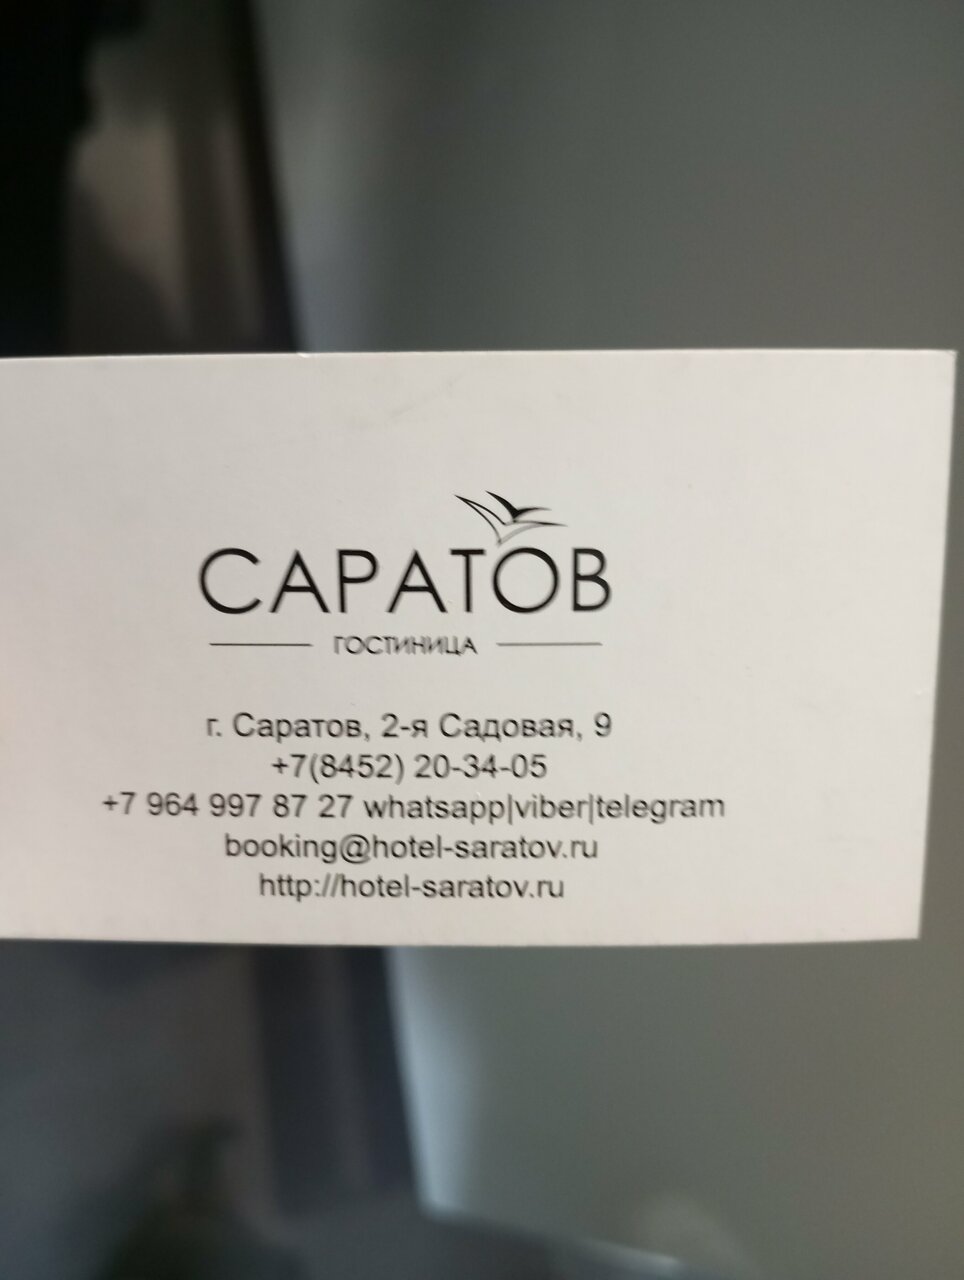 САРАТОВ
ГОСТИНИЦА
г. Саратов, 2-я Садовая, 9
+7(8452) 20-34-05
+7 964 997 87 27 whatsapp|viber|telegram
booking@hotel-saratov.ru
http://hotel-saratov.ru